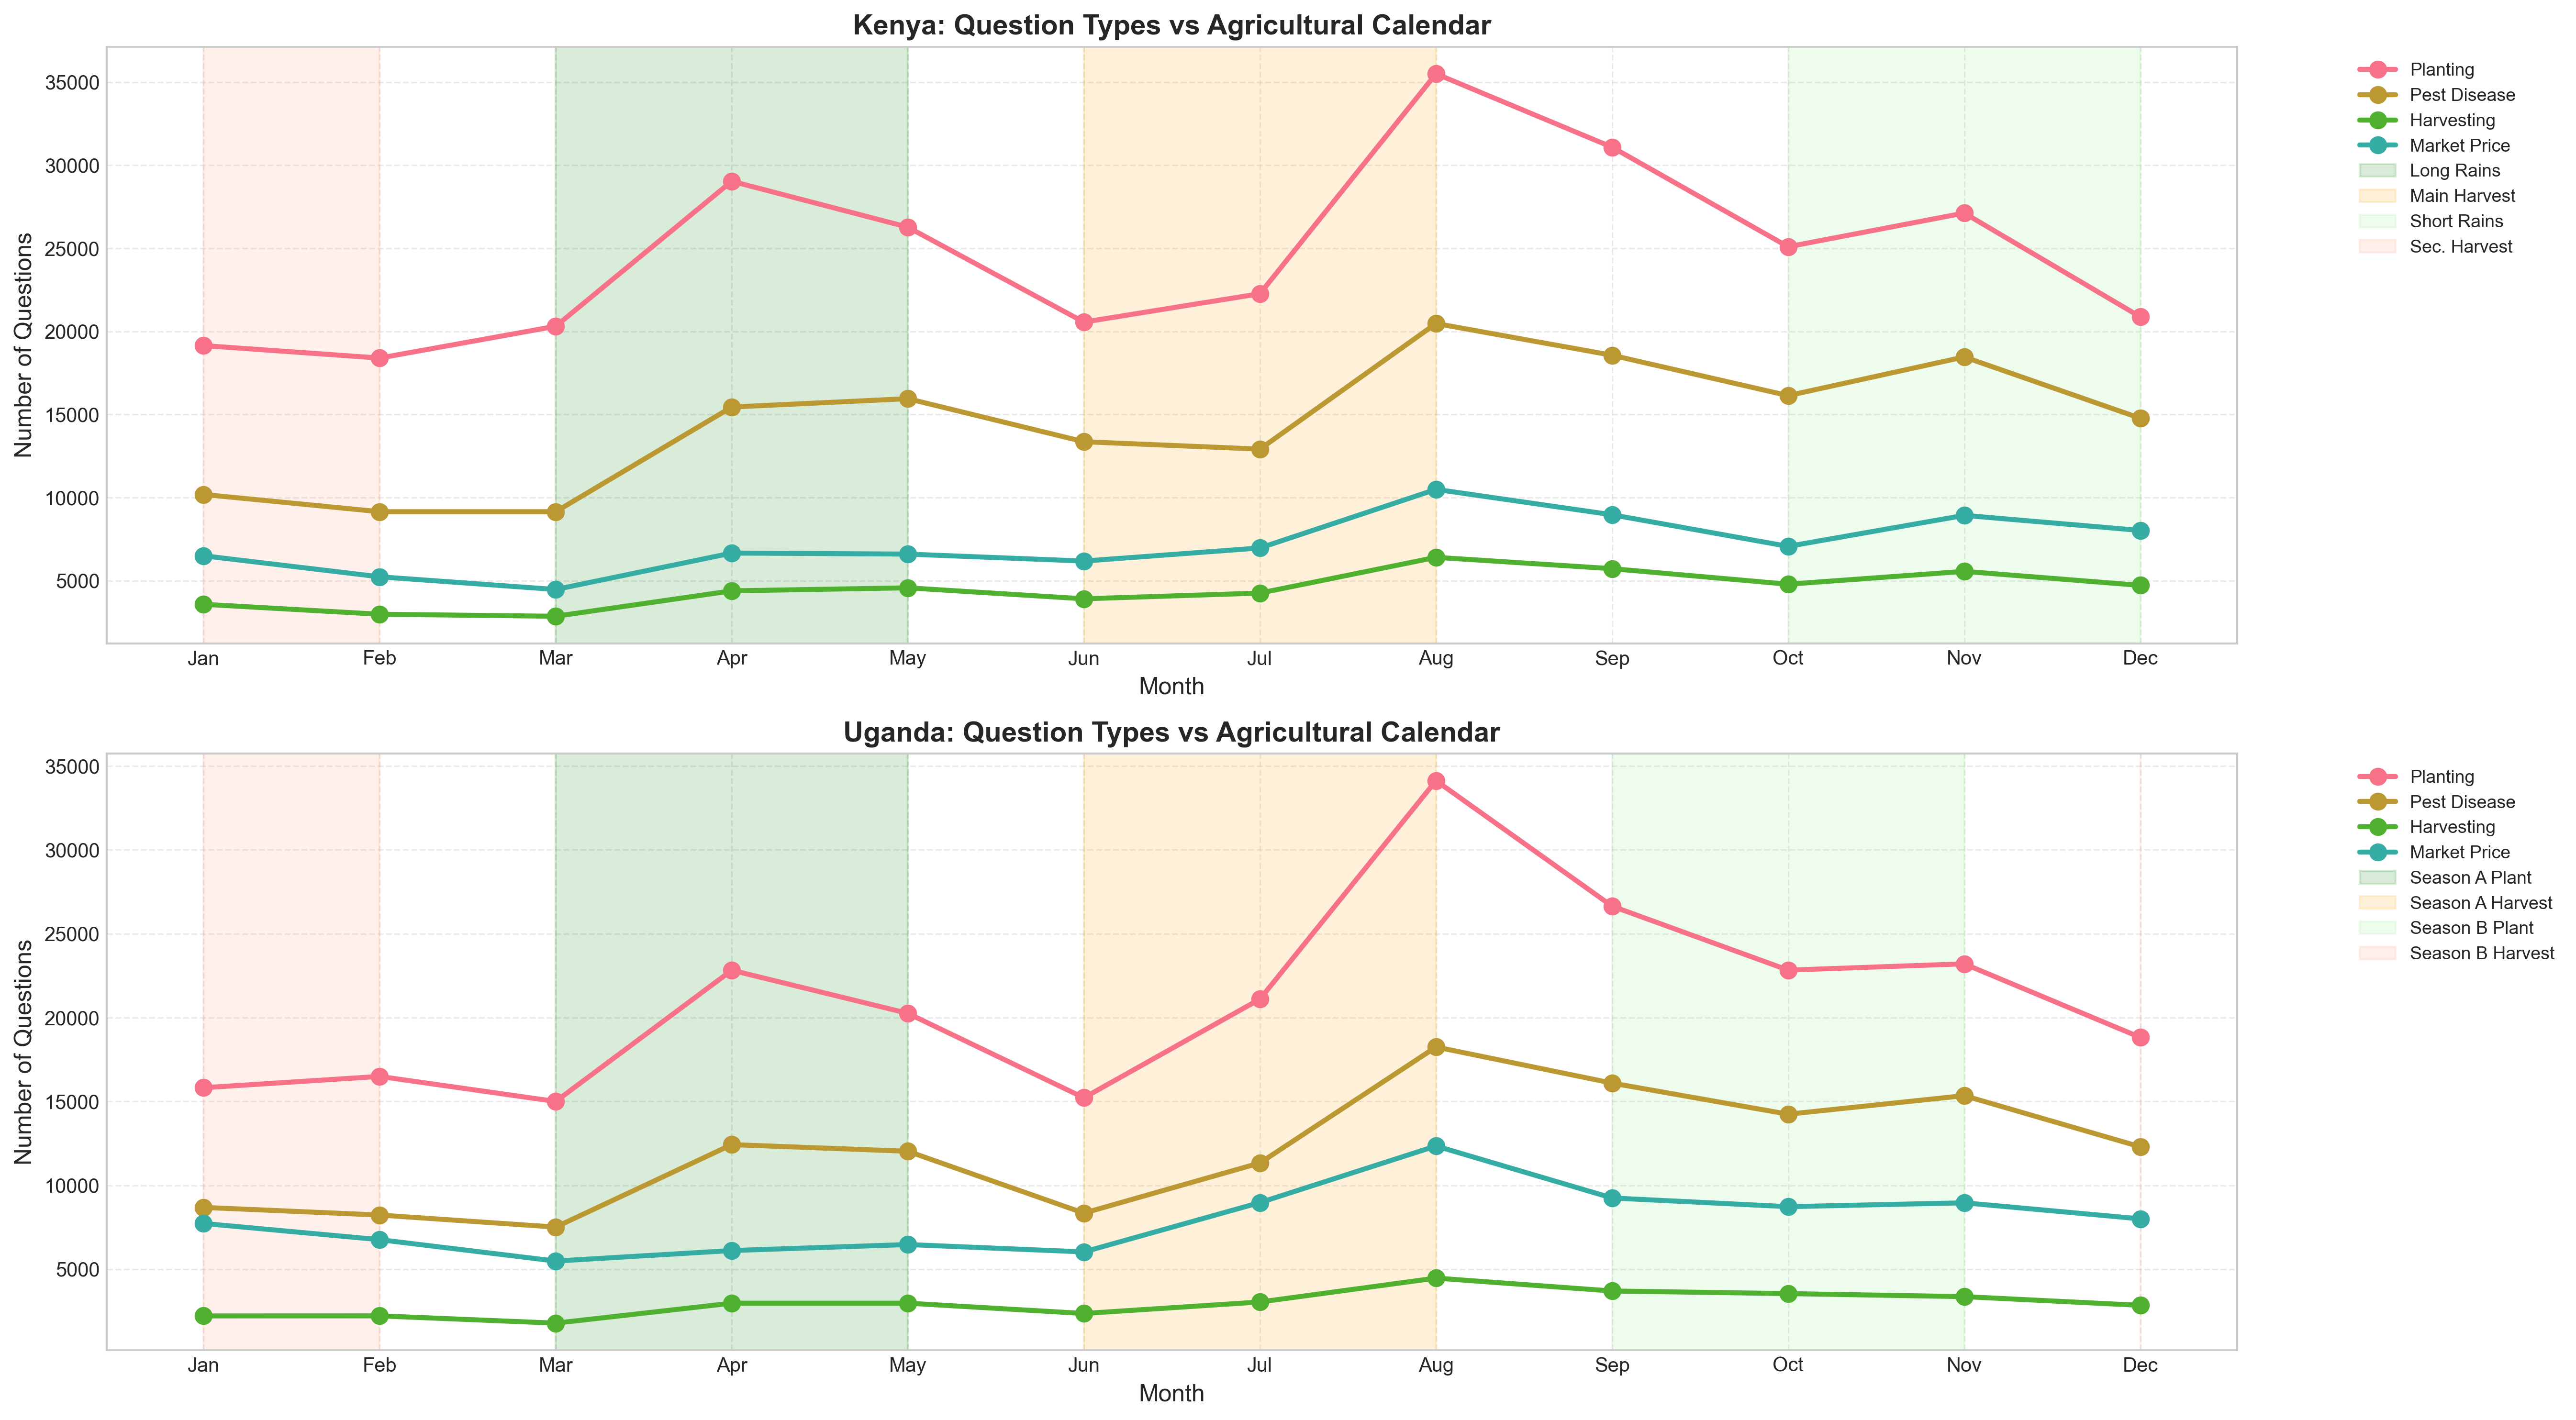 Kenya: Question Types vs Agricultural Calendar
Number of Questions
35000
30000
25000
20000
15000
10000
5000
Jan Feb Mar Apr May Jun Jul Aug Sep Oct Nov Dec
Month
Planting
Pest Disease
Harvesting
Market Price
Long Rains
Main Harvest
Short Rains
Sec. Harvest
Uganda: Question Types vs Agricultural Calendar
Number of Questions
35000
30000
25000
20000
15000
10000
5000
Jan Feb Mar Apr May Jun Jul Aug Sep Oct Nov Dec
Month
Planting
Pest Disease
Harvesting
Market Price
Season A Plant
Season A Harvest
Season B Plant
Season B Harvest